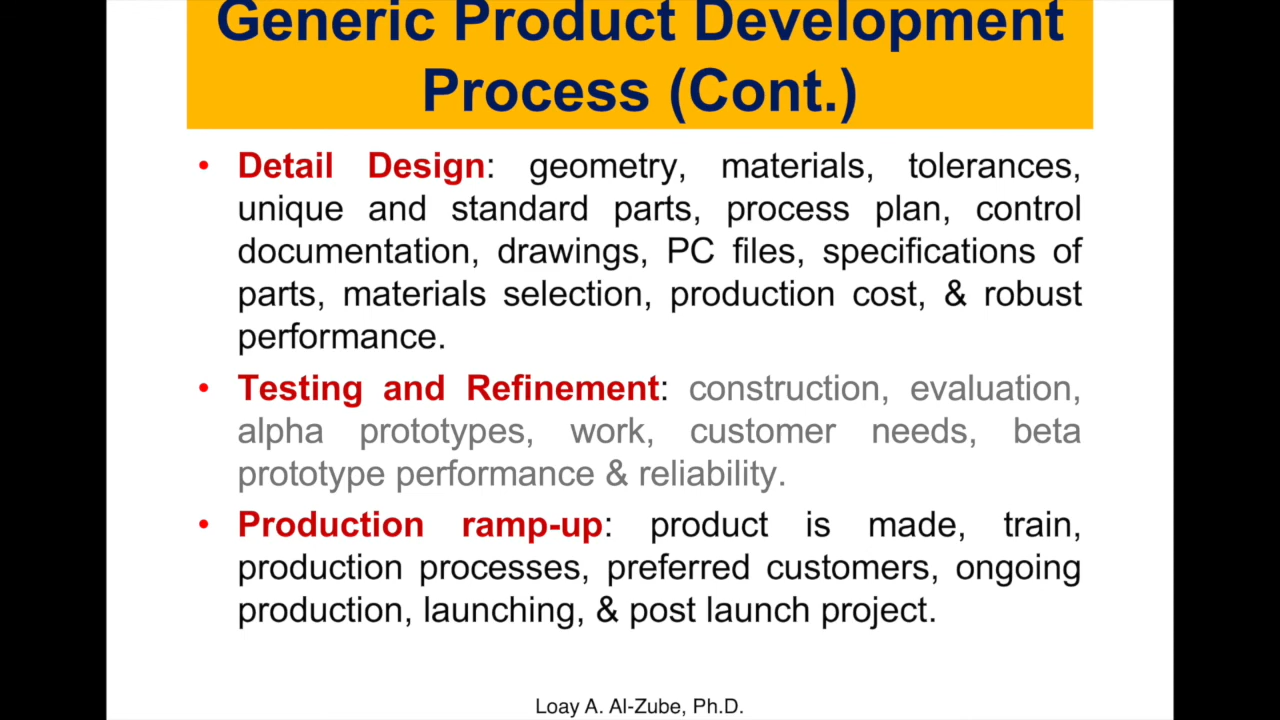 Generic Product Development
Process (Cont.)
• Detail Design: geometry, materials, tolerances,
unique and standard parts, process plan, control
documentation, drawings, PC files, specifications of
parts, materials selection, production cost, & robust
performance.
• Testing and Refinement: construction, evaluation,
alpha prototypes, work, customer needs, beta
prototype performance & reliability.
• Production ramp-up: product is made, train,
production processes, preferred customers, ongoing
production, launching, & post launch project.
Loay A. Al-Zube, Ph.D.